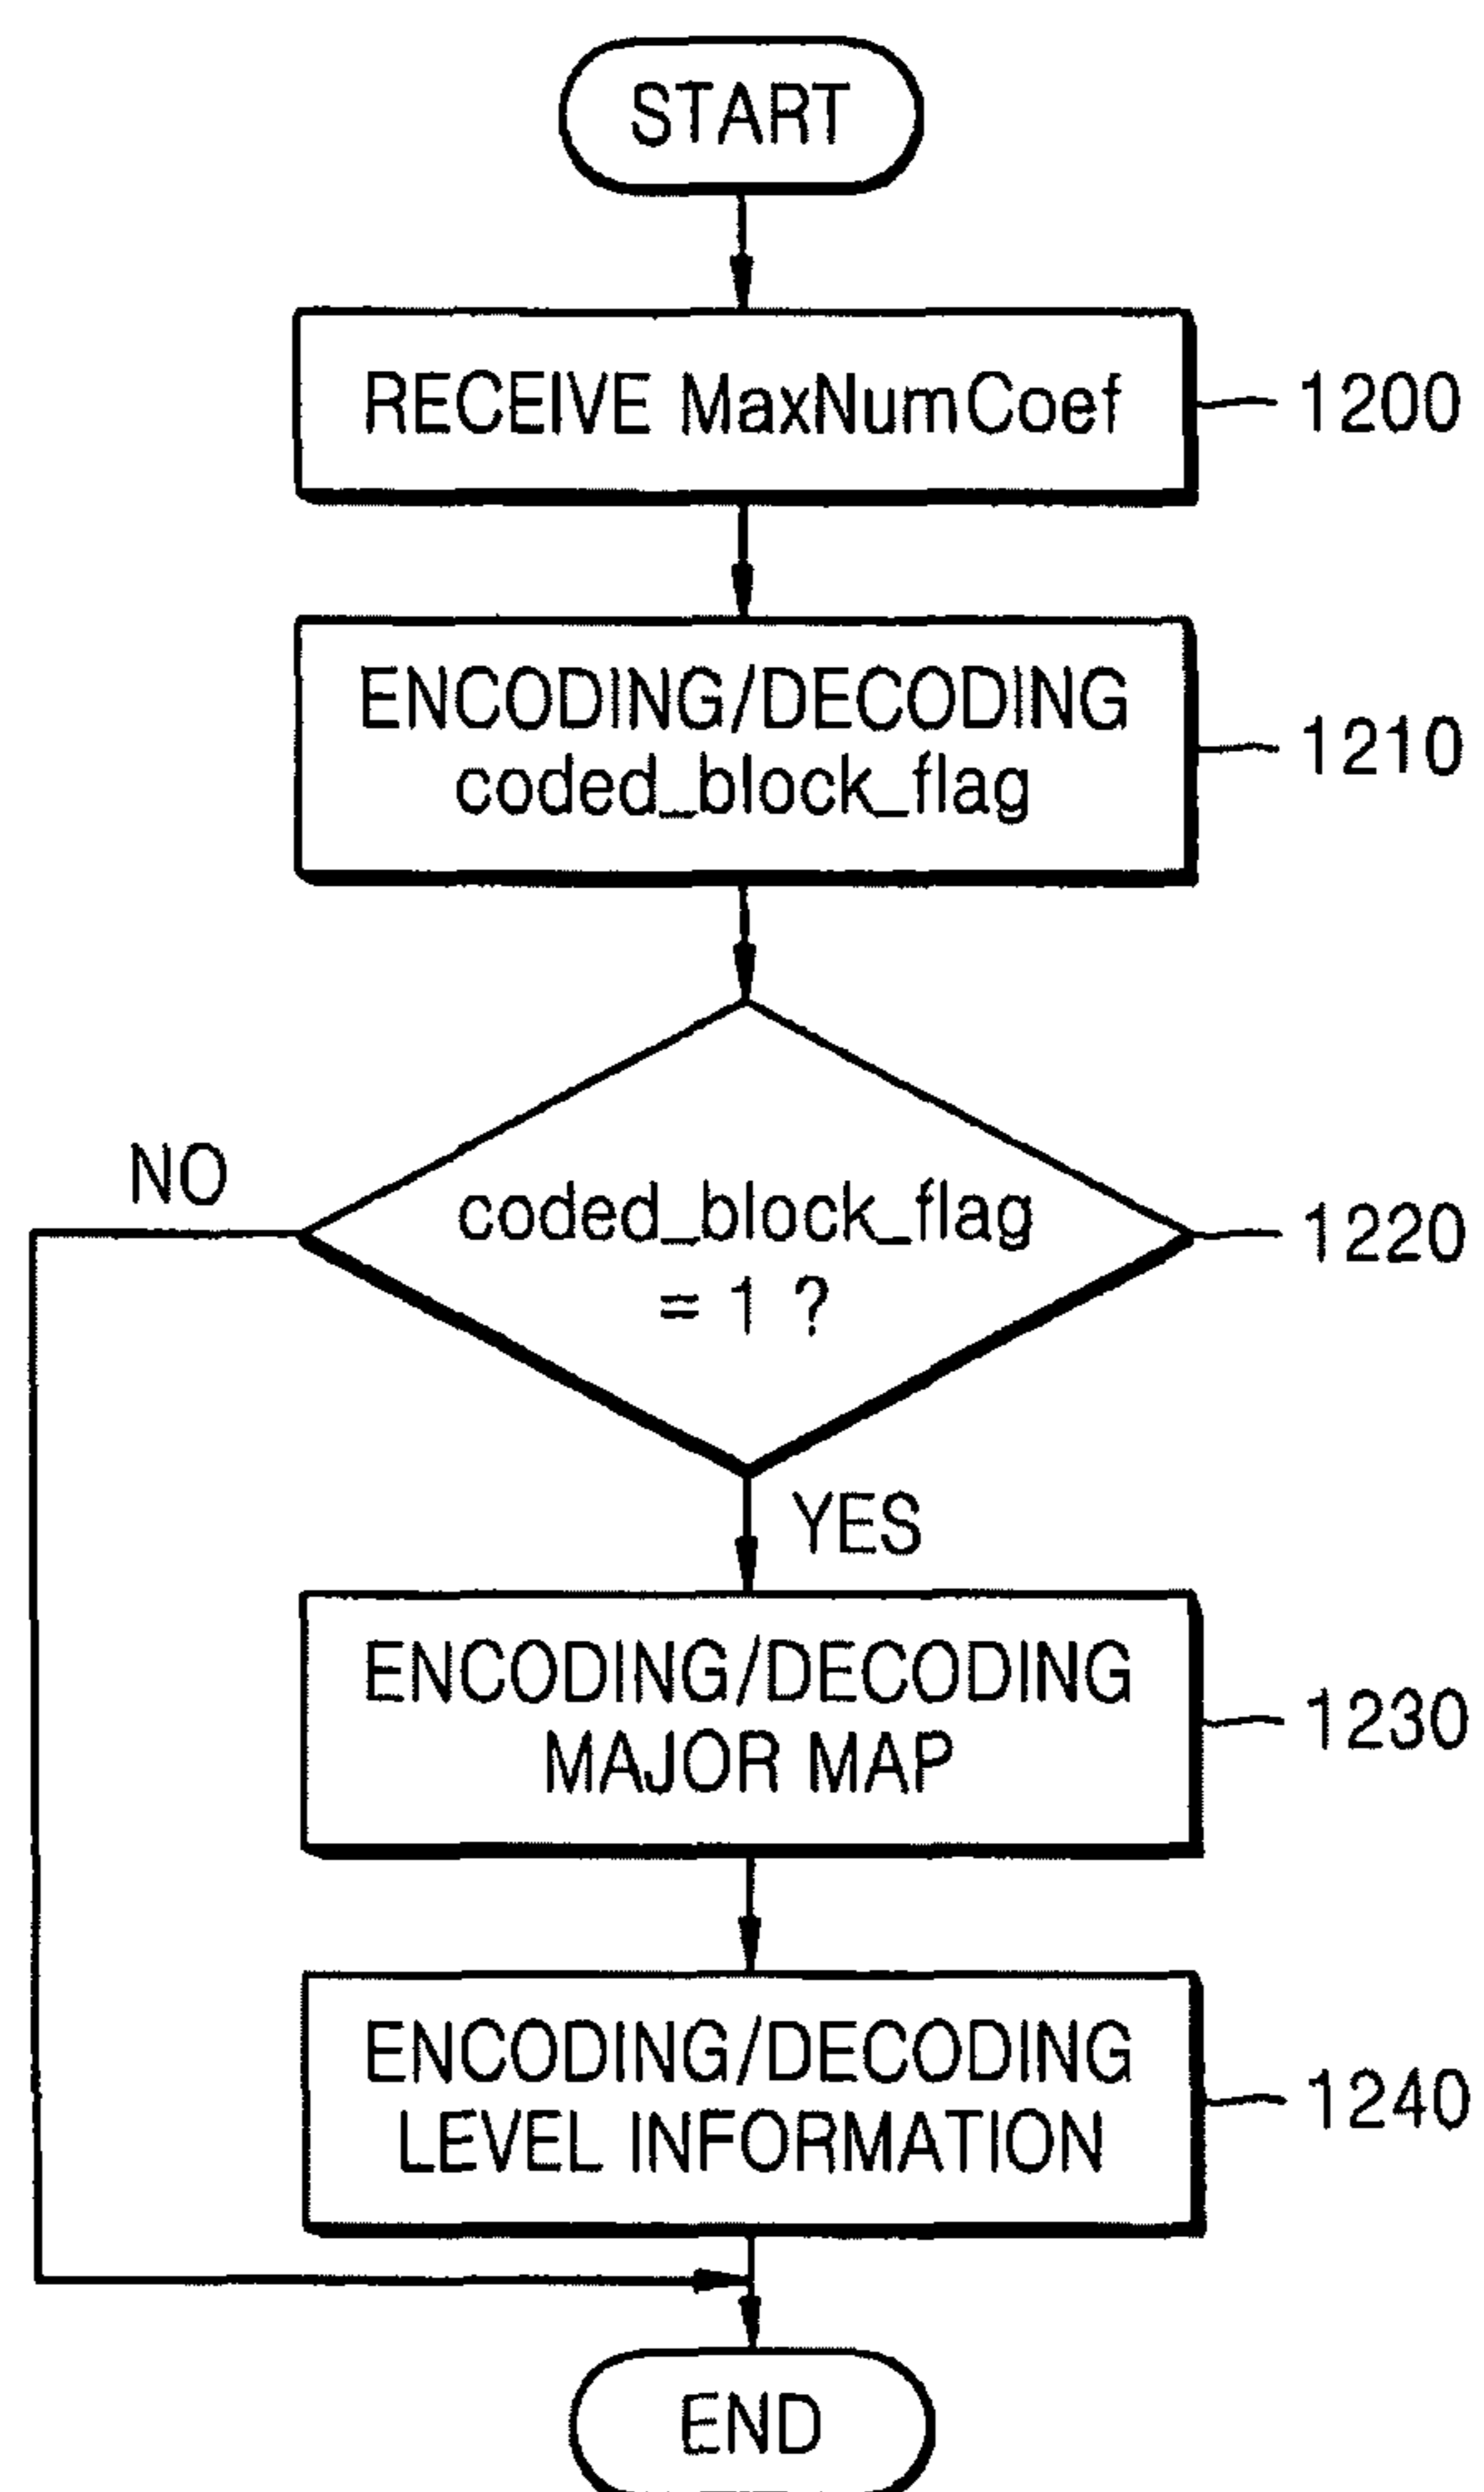 START
RECEIVE MaxNumCoef
1200
ENCODING/DECODING
coded_block_flag
1210
NO
coded_block_flag
= 1 ?
1220
YES
ENCODING/DECODING
MAJOR MAP
1230
ENCODING/DECODING
LEVEL INFORMATION
1240
END